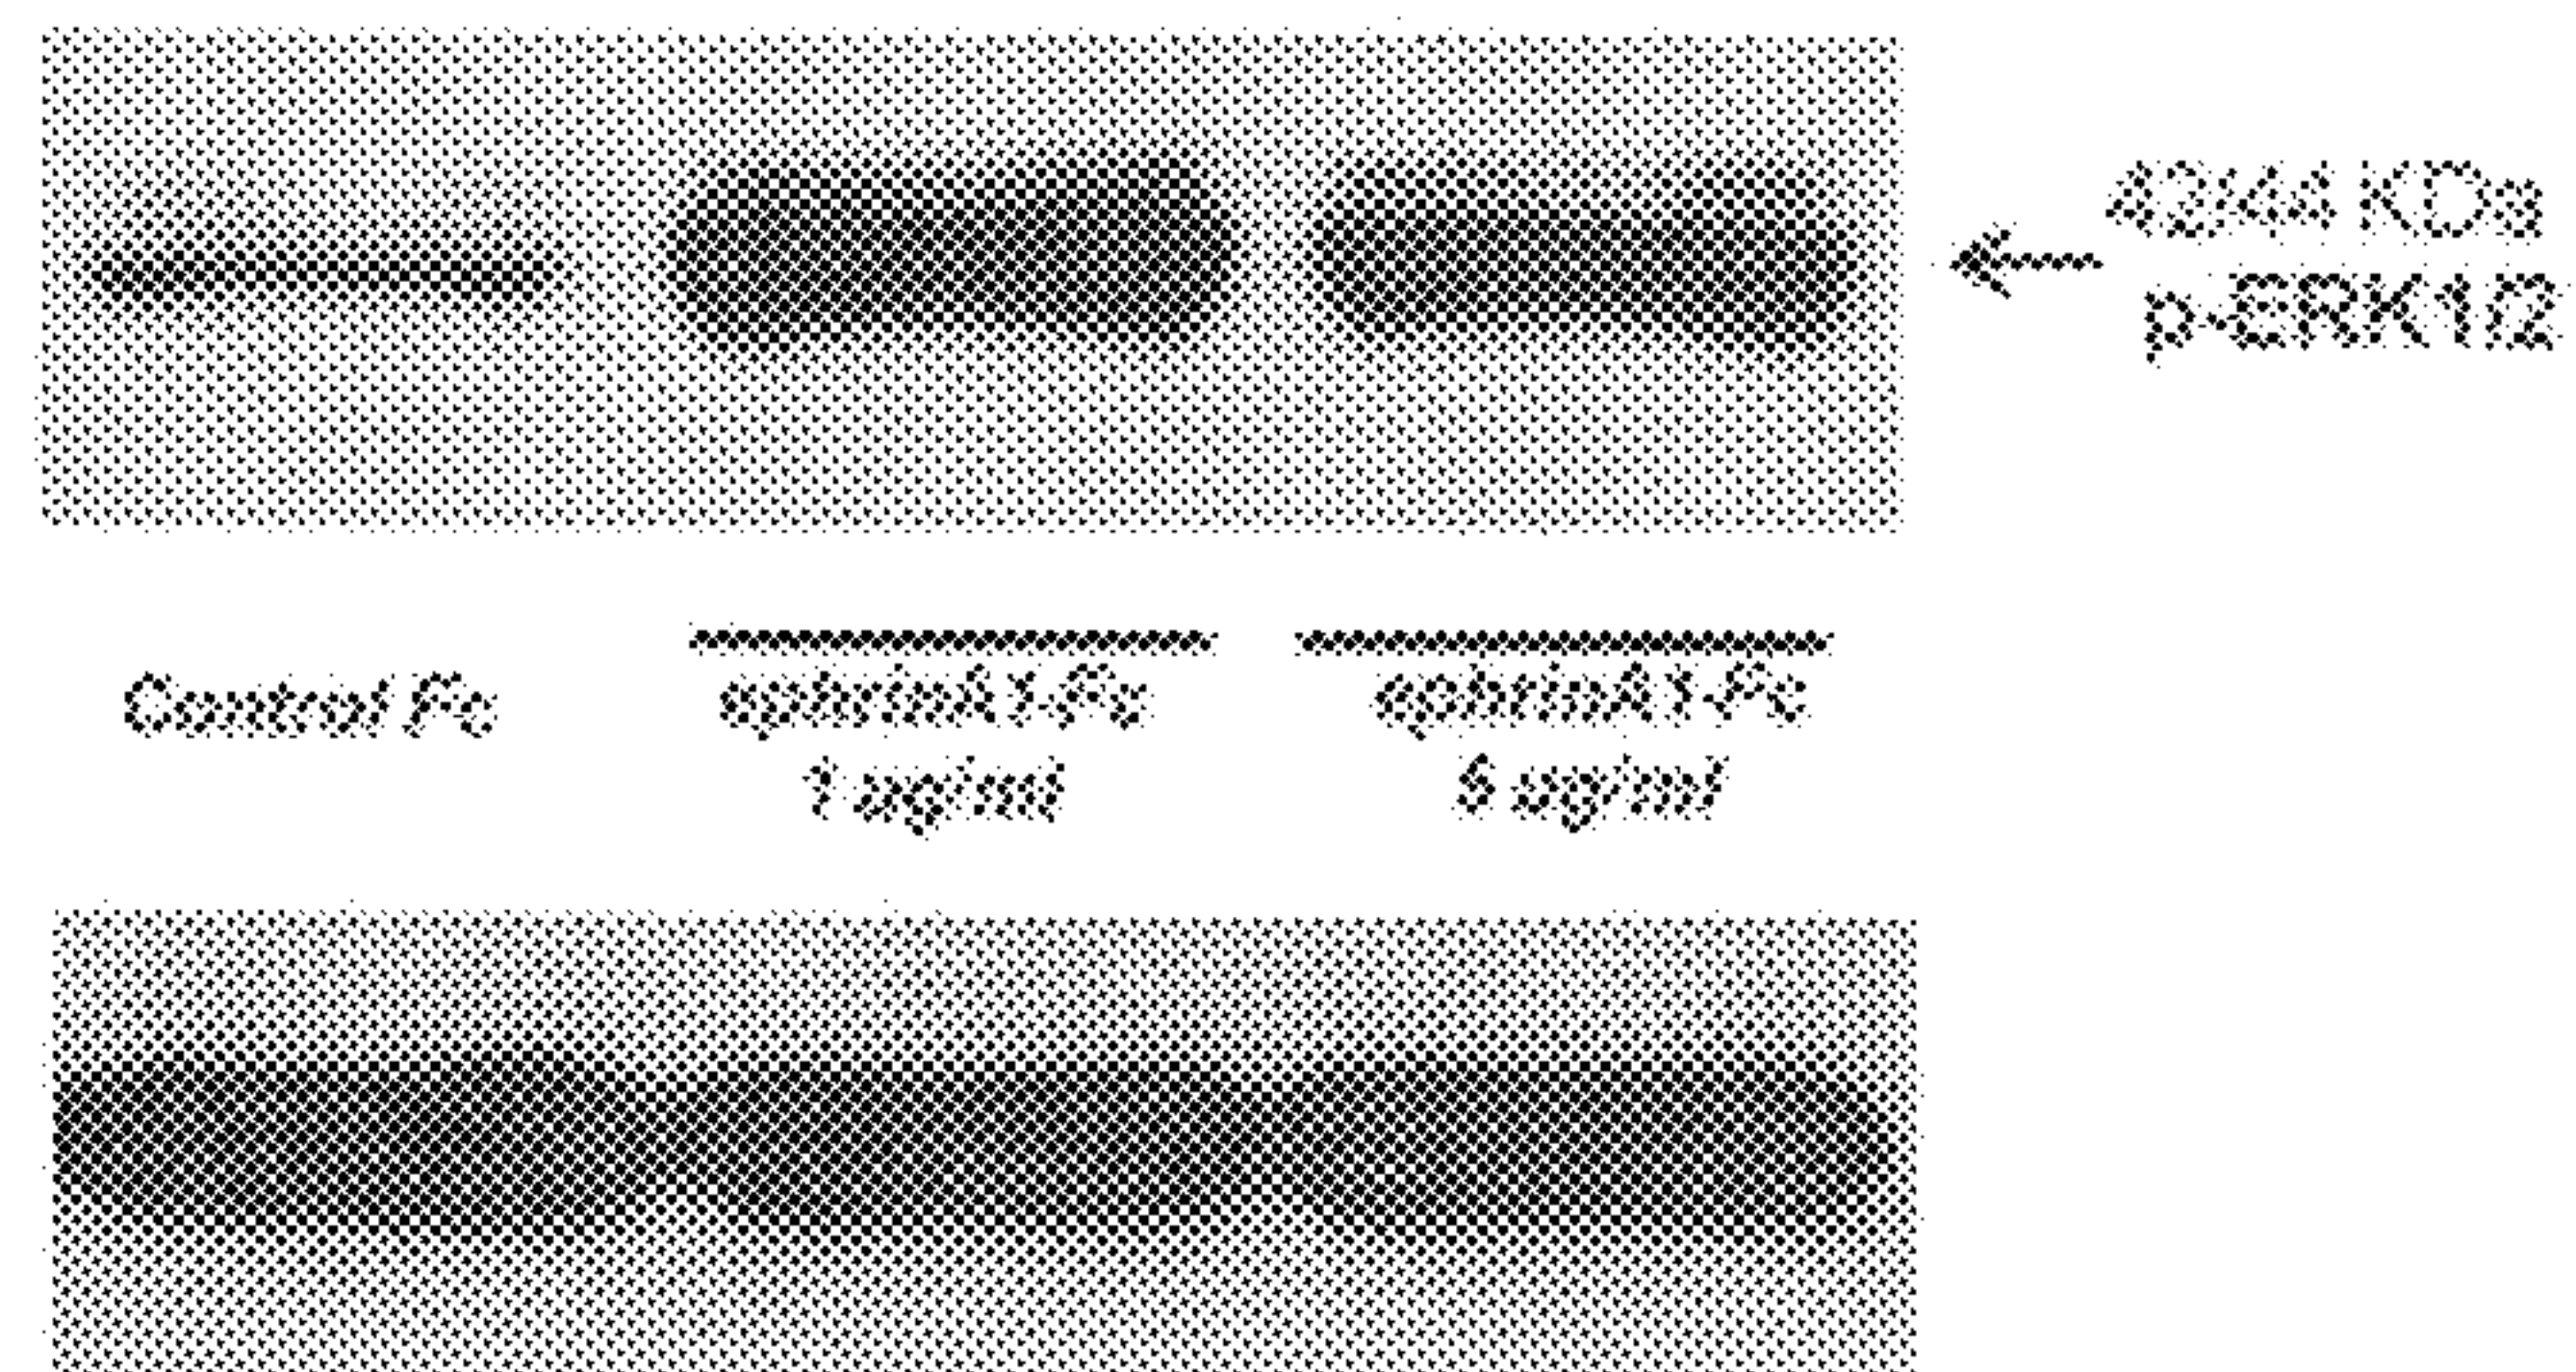 42/44 KDa
p-ERK1/2
Control Fc
ephrinA1-Fc
ephrinA1-Fc
1 ug/ml
5 ug/ml